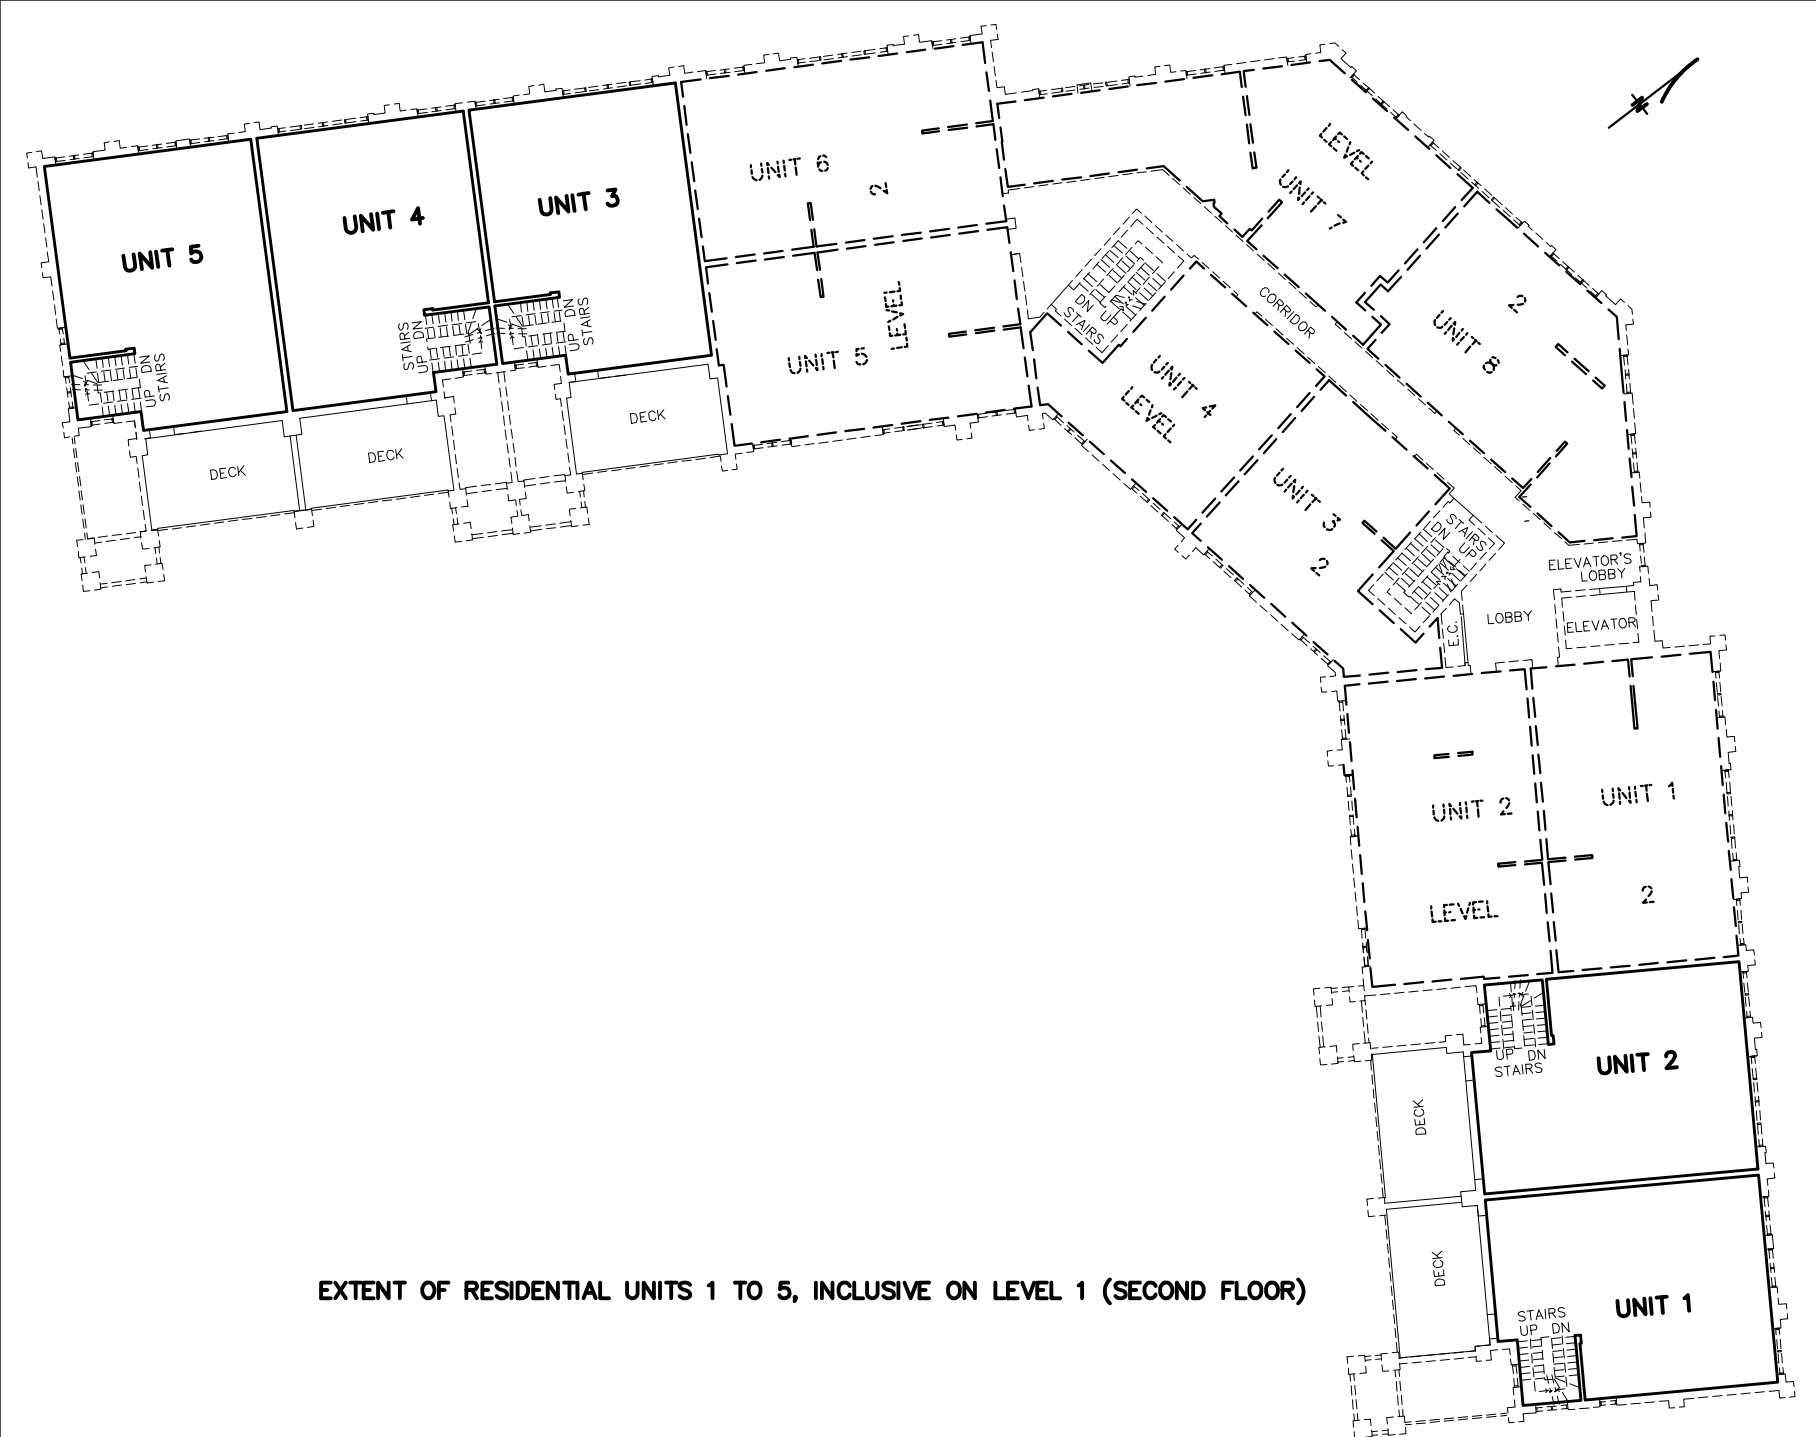 UNIT 5
UNIT 4
UNIT 3
UNIT 6
2
UNIT 5
LEVEL
STAIRS
UP DN
STAIRS
UP DN
STAIRS
UP DN
DECK
DECK
DECK
LEVEL
UNIT 7
2
UNIT 8
CORRIDOR
DN UP
STAIRS
UNIT 4
LEVEL
UNIT 3
2
STAIRS
DN UP
ELEVATOR'S
LOBBY
LOBBY
ELEVATOR
E.C.
UNIT 2
LEVEL
UNIT 1
2
UP DN
STAIRS
UNIT 2
DECK
DECK
STAIRS
UP DN
UNIT 1
EXTENT OF RESIDENTIAL UNITS 1 TO 5, INCLUSIVE ON LEVEL 1 (SECOND FLOOR)